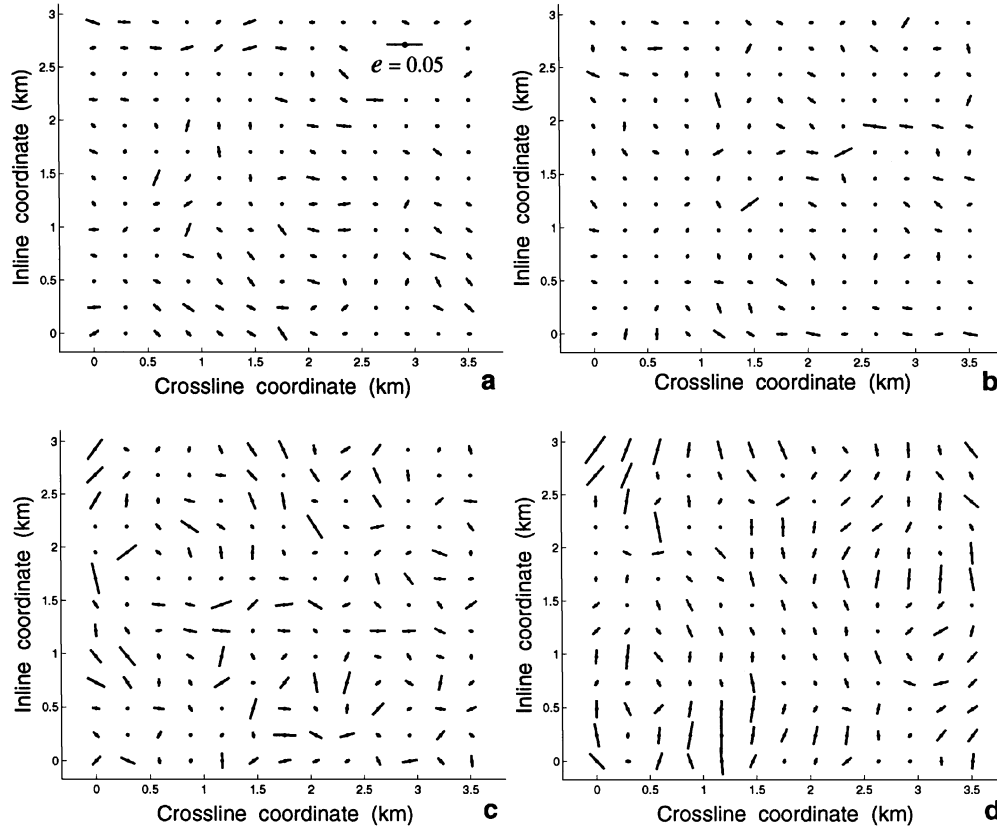 3
2.5
2
1.5
1
0.5
0
0 0.5 1 1.5 2 2.5 3 3.5
Inline coordinate (km)
Crossline coordinate (km)
e = 0.05
a
3
2.5
2
1.5
1
0.5
0
0 0.5 1 1.5 2 2.5 3 3.5
Inline coordinate (km)
Crossline coordinate (km)
b
3
2.5
2
1.5
1
0.5
0
0 0.5 1 1.5 2 2.5 3 3.5
Inline coordinate (km)
Crossline coordinate (km)
c
3
2.5
2
1.5
1
0.5
0
0 0.5 1 1.5 2 2.5 3 3.5
Inline coordinate (km)
Crossline coordinate (km)
d